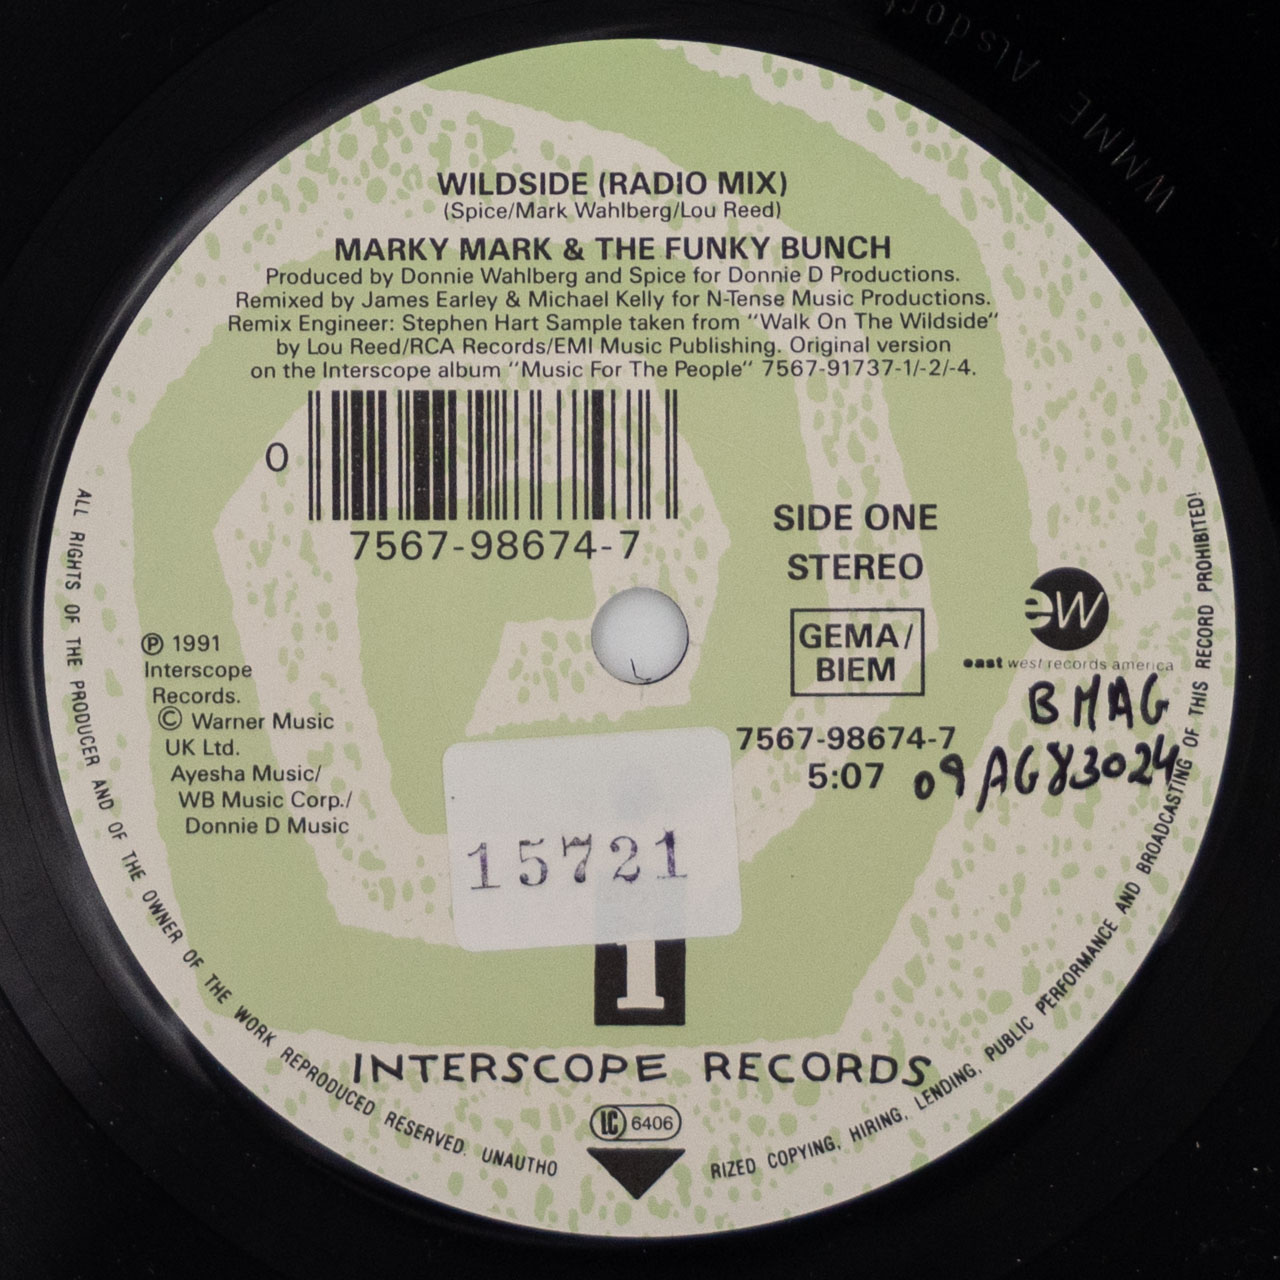 WMME Alsdorf
WILDSIDE (RADIO MIX)
(Spice/Mark Wahlberg/Lou Reed)
MARKY MARK & THE FUNKY BUNCH
Produced by Donnie Wahlberg and Spice for Donnie D Productions.
Remixed by James Earley & Michael Kelly for N-Tense Music Productions.
Remix Engineer: Stephen Hart Sample taken from "Walk On The Wildside"
by Lou Reed/RCA Records/EMI Music Publishing. Original version
on the Interscope album "Music For The People" 7567-91737-1/-2/-4.
0
7567-98674-7
SIDE ONE
STEREO
GEMA/
BIEM
7567-98674-7
5:07
ew
east west records america
BMAG
09AG83024
℗ 1991
Interscope
Records.
© Warner Music
UK Ltd.
Ayesha Music/
WB Music Corp./
Donnie D Music
15721
I
INTERSCOPE RECORDS
LC 6406
ALL RIGHTS OF THE PRODUCER AND OF THE OWNER OF THE WORK REPRODUCED RESERVED. UNAUTHO
RIZED COPYING, HIRING, LENDING, PUBLIC PERFORMANCE AND BROADCASTING OF THIS RECORD PROHIBITED!